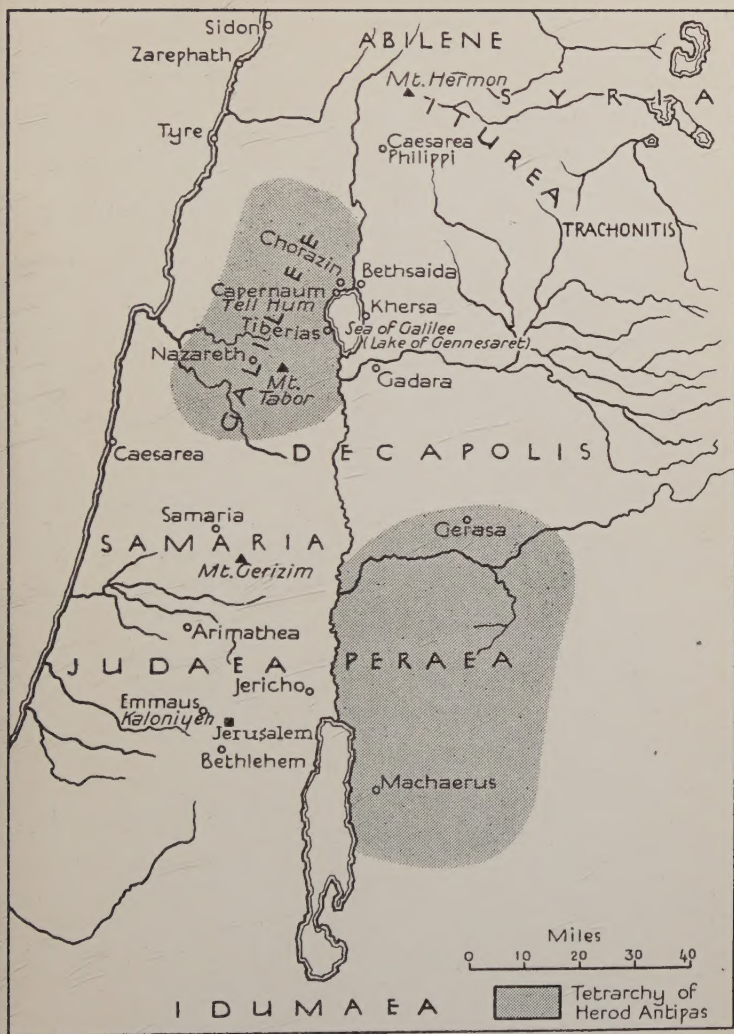 Sidon
ABILENE
Zarephath
Mt. Hermon
SYRIA
ITUREA
Tyre
Caesarea
Philippi
TRACHONITIS
Chorazin
Bethsaida
Capernaum
Tell Hum
Khersa
Tiberias
Sea of Galilee
(Lake of Gennesaret)
GALILEE
Nazareth
Mt.
Tabor
Gadara
Caesarea
DECAPOLIS
Samaria
Gerasa
SAMARIA
Mt. Gerizim
Arimathea
JUDAEA
PERAEA
Jericho
Emmaus
Kaloniyeh
Jerusalem
Bethlehem
Machaerus
Miles
0 10 20 30 40
IDUMAEA
Tetrarchy of
Herod Antipas